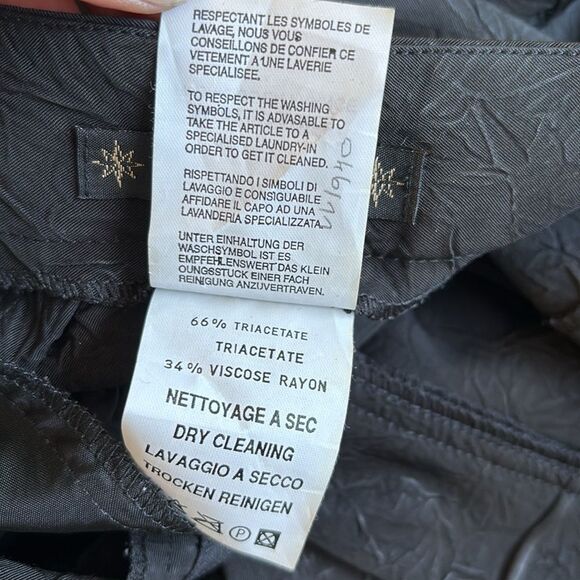 RESPECTANT LES SYMBOLES DE
LAVAGE, NOUS VOUS
CONSEILLONS DE CONFIER CE
VETEMENT A UNE LAVERIE
SPECIALISEE.
TO RESPECT THE WASHING
SYMBOLS, IT IS ADVASABLE TO
TAKE THE ARTICLE TO A
SPECIALISED LAUNDRY-IN
ORDER TO GET IT CLEANED.
RISPETTANDO I SIMBOLI DI
LAVAGGIO E CONSIGUABILE
AFFIDARE IL CAPO AD UNA
LAVANDERIA SPECIALIZZATA.
UNTER EINHALTUNG DER
WASCHSYMBOL IST ES
EMPFEHLENSWERT DAS KLEIN
OUNGSSTUCK EINER FACH
REINIGUNG ANZUVERTRAVEN.
66% TRIACETATE
TRIACETATE
34% VISCOSE RAYON
NETTOYAGE A SEC
DRY CLEANING
LAVAGGIO A SECCO
TROCKEN REINIGEN
P